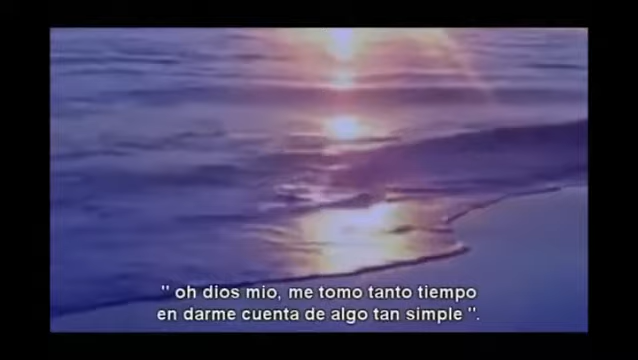 " oh dios mio, me tomo tanto tiempo
en darme cuenta de algo tan simple ".